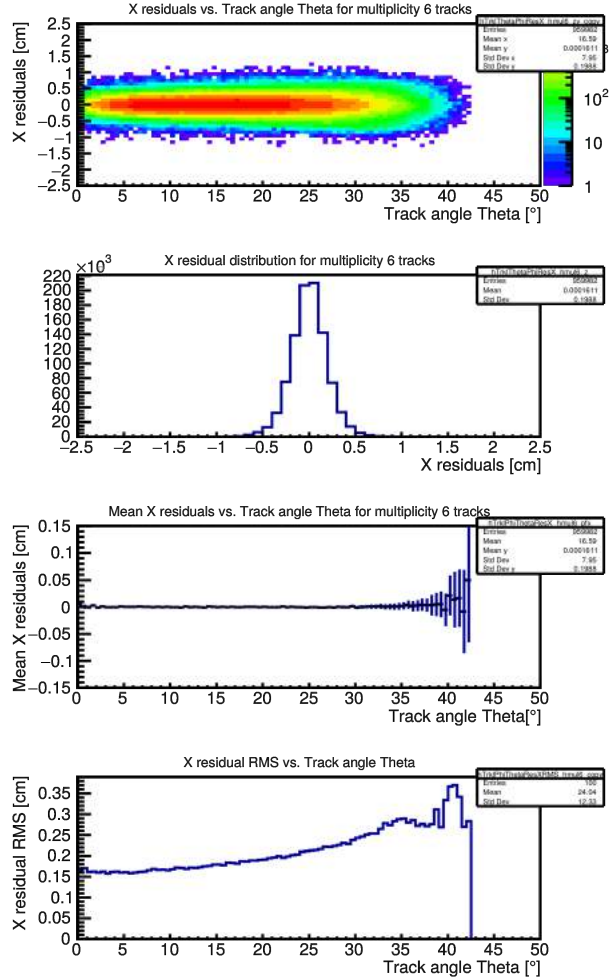 X residuals vs. Track angle Theta for multiplicity 6 tracks
Entries 959982
Mean x 16.59
Mean y 0.0001611
Std Dev x 7.95
Std Dev y 0.1988
X residuals [cm]
2.5
2
1.5
1
0.5
0
−0.5
−1
−1.5
−2
−2.5
0 5 10 15 20 25 30 35 40 45 50
Track angle Theta [°]
3
10²
10
1
X residual distribution for multiplicity 6 tracks
Entries 959982
Mean 0.0001611
Std Dev 0.1988
×10³
220
200
180
160
140
120
100
80
60
40
20
0
−2.5 −2 −1.5 −1 −0.5 0 0.5 1 1.5 2 2.5
X residuals [cm]
Mean X residuals vs. Track angle Theta for multiplicity 6 tracks
Entries 959982
Mean 16.59
Mean y 0.0001611
Std Dev 7.95
Std Dev y 0.1988
Mean X residuals [cm]
0.15
0.1
0.05
0
−0.05
−0.1
−0.15
0 5 10 15 20 25 30 35 40 45 50
Track angle Theta[°]
X residual RMS vs. Track angle Theta
Entries 100
Mean 24.04
Std Dev 12.33
X residual RMS [cm]
0.35
0.3
0.25
0.2
0.15
0.1
0.05
0
0 5 10 15 20 25 30 35 40 45 50
Track angle Theta [°]